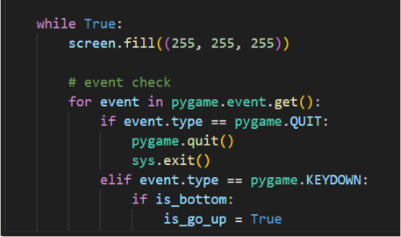 while True:
    screen.fill((255, 255, 255))

    # event check
    for event in pygame.event.get():
        if event.type == pygame.QUIT:
            pygame.quit()
            sys.exit()
        elif event.type == pygame.KEYDOWN:
            if is_bottom:
                is_go_up = True